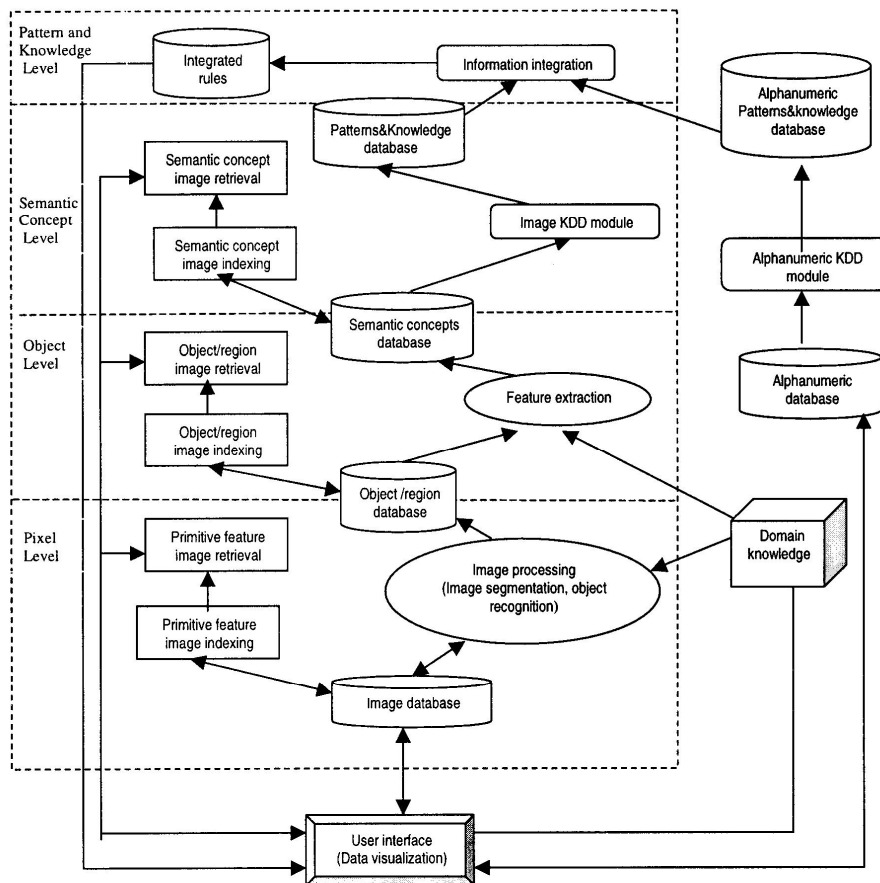 Pattern and
Knowledge
Level
Integrated
rules
Information integration
Alphanumeric
Patterns&knowledge
database
Patterns&Knowledge
database
Semantic
Concept
Level
Semantic concept
image retrieval
Image KDD module
Semantic concept
image indexing
Alphanumeric KDD
module
Semantic concepts
database
Object
Level
Object/region
image retrieval
Feature extraction
Alphanumeric
database
Object/region
image indexing
Object /region
database
Pixel
Level
Primitive feature
image retrieval
Image processing
(Image segmentation, object
recognition)
Domain
knowledge
Primitive feature
image indexing
Image database
User interface
(Data visualization)